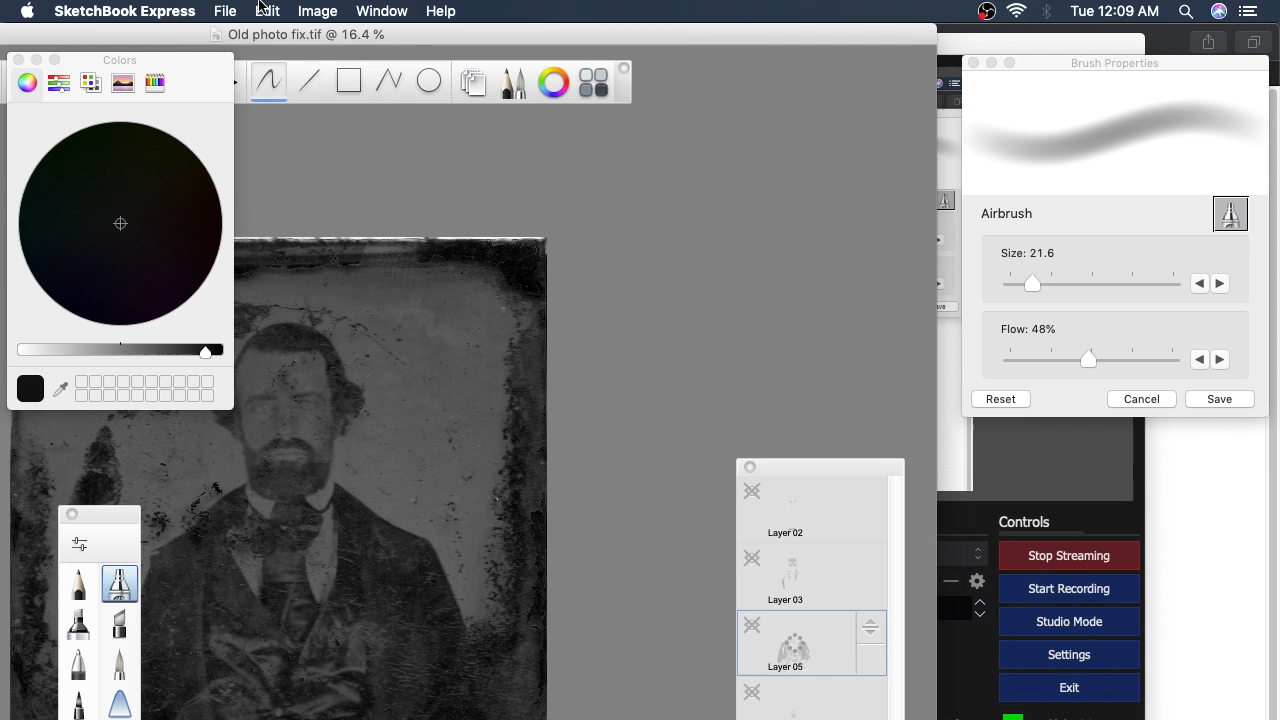 SketchBook Express File Edit Image Window Help Tue 12:09 AM
Old photo fix.tif @ 16.4 %
Colors
Brush Properties
Airbrush
Size: 21.6
Flow: 48%
Reset Cancel Save
Layer 02
Layer 03
Layer 05
Controls
Stop Streaming
Start Recording
Studio Mode
Settings
Exit